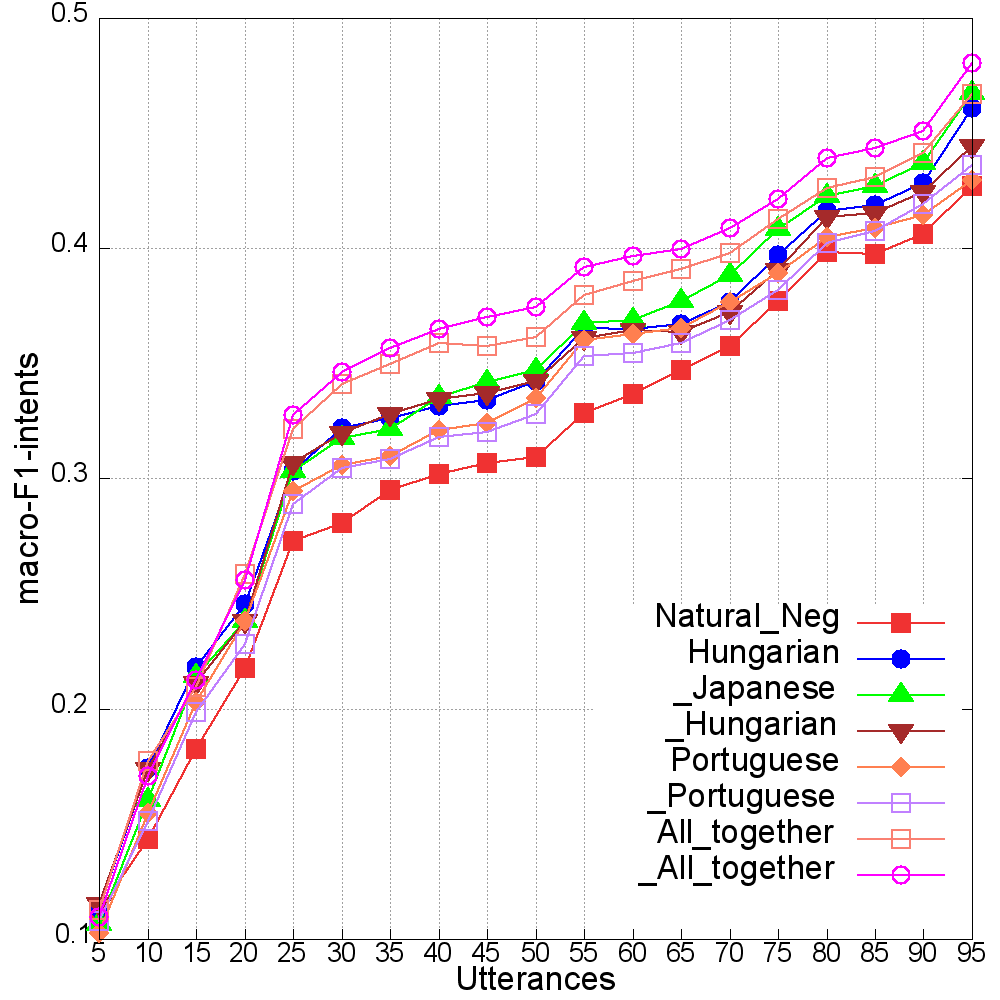 0.5
0.4
0.3
0.2
0.1
macro-F1-intents
Natural_Neg
Hungarian
_Japanese
_Hungarian
Portuguese
_Portuguese
All_together
_All_together
5 10 15 20 25 30 35 40 45 50 55 60 65 70 75 80 85 90 95
Utterances